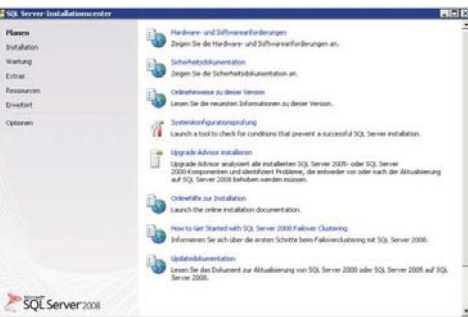 SQL Server-Installationscenter
Planen
Installation
Wartung
Extras
Ressourcen
Erweitert
Optionen
Hardware- und Softwareanforderungen
Zeigen Sie die Hardware- und Softwareanforderungen an.
Sicherheitsdokumentation
Zeigen Sie die Sicherheitsdokumentation an.
Onlinehinweise zu dieser Version
Lesen Sie die neuesten Informationen zu dieser Version.
Systemkonfigurationsprüfung
Launch a tool to check for conditions that prevent a successful SQL Server installation.
Upgrade Advisor installieren
Upgrade Advisor analysiert alle installierten SQL Server 2005- oder SQL Server
2000-Komponenten und identifiziert Probleme, die entweder vor oder nach der Aktualisierung
auf SQL Server 2008 behoben werden müssen.
Onlinehilfe zur Installation
Launch the online installation documentation.
How to Get Started with SQL Server 2008 Failover Clustering
Informieren Sie sich über die ersten Schritte beim Failoverclustering mit SQL Server 2008.
Updatedokumentation
Lesen Sie das Dokument zur Aktualisierung von SQL Server 2000 oder SQL Server 2005 auf SQL
Server 2008.
SQL Server 2008